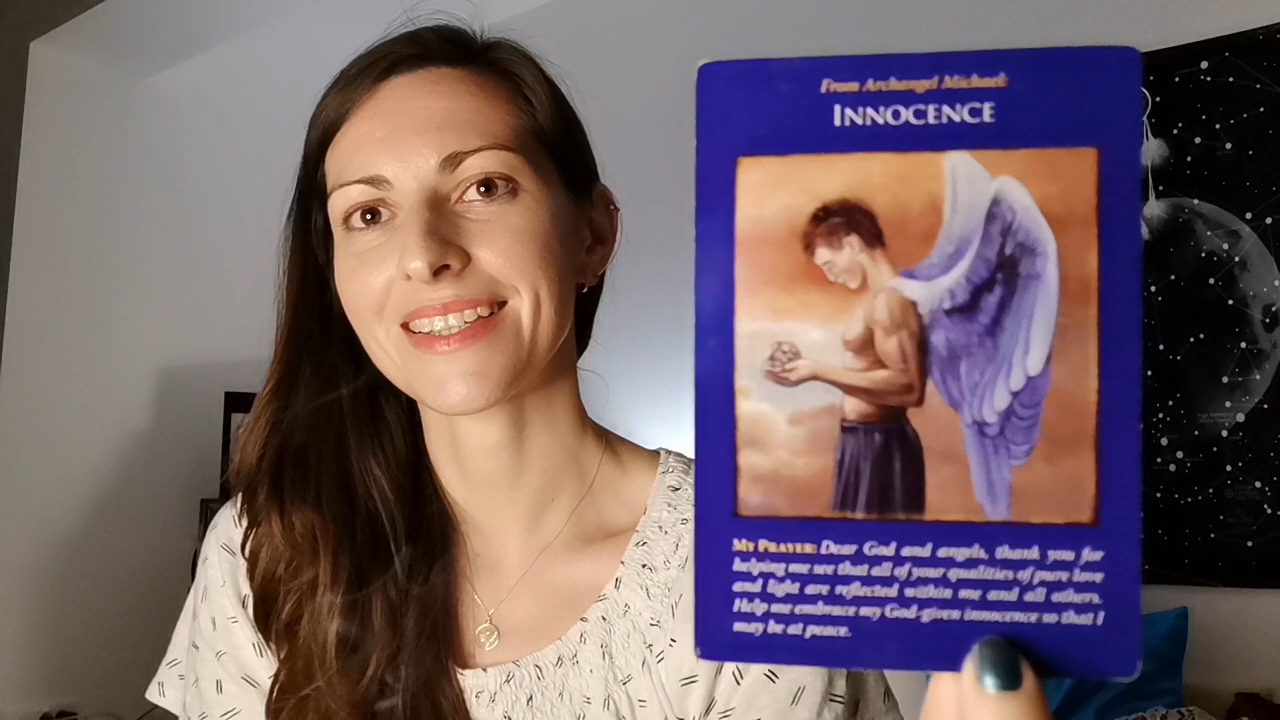 From Archangel Michael:
INNOCENCE
MY PRAYER: Dear God and angels, thank you for
helping me see that all of your qualities of pure love
and light are reflected within me and all others.
Help me embrace my God-given innocence so that I
may be at peace.